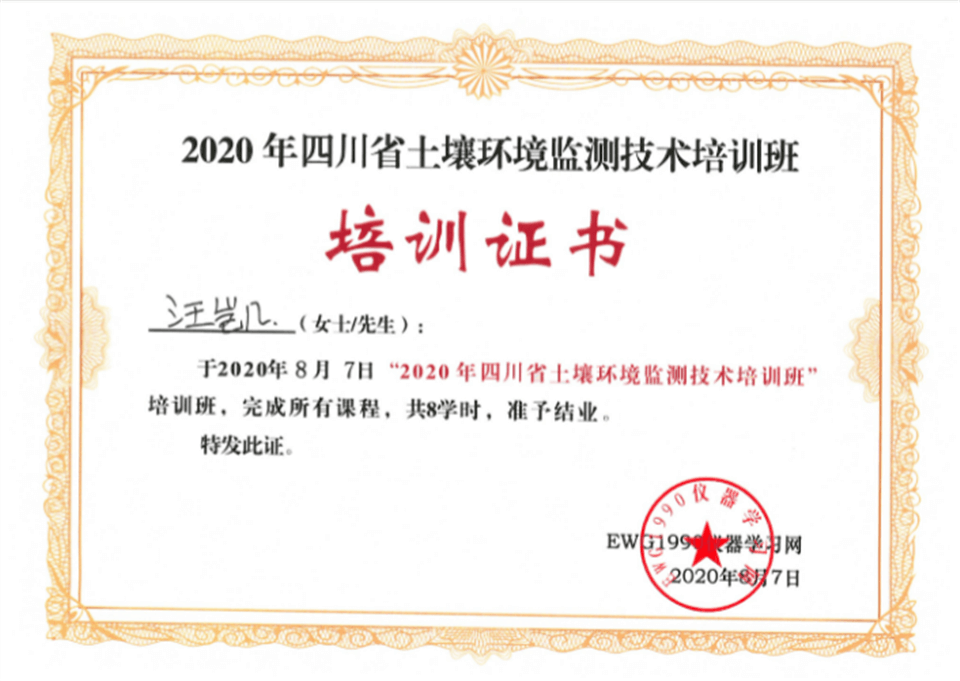 2020年四川省土壤环境监测技术培训班
培训证书
汪岂凡(女士/先生):
于2020年8月7日“2020年四川省土壤环境监测技术培训班”
培训班,完成所有课程,共8学时,准予结业。
特发此证。
EWG1990仪器学习网
2020年8月7日
EWG1990仪器学习网